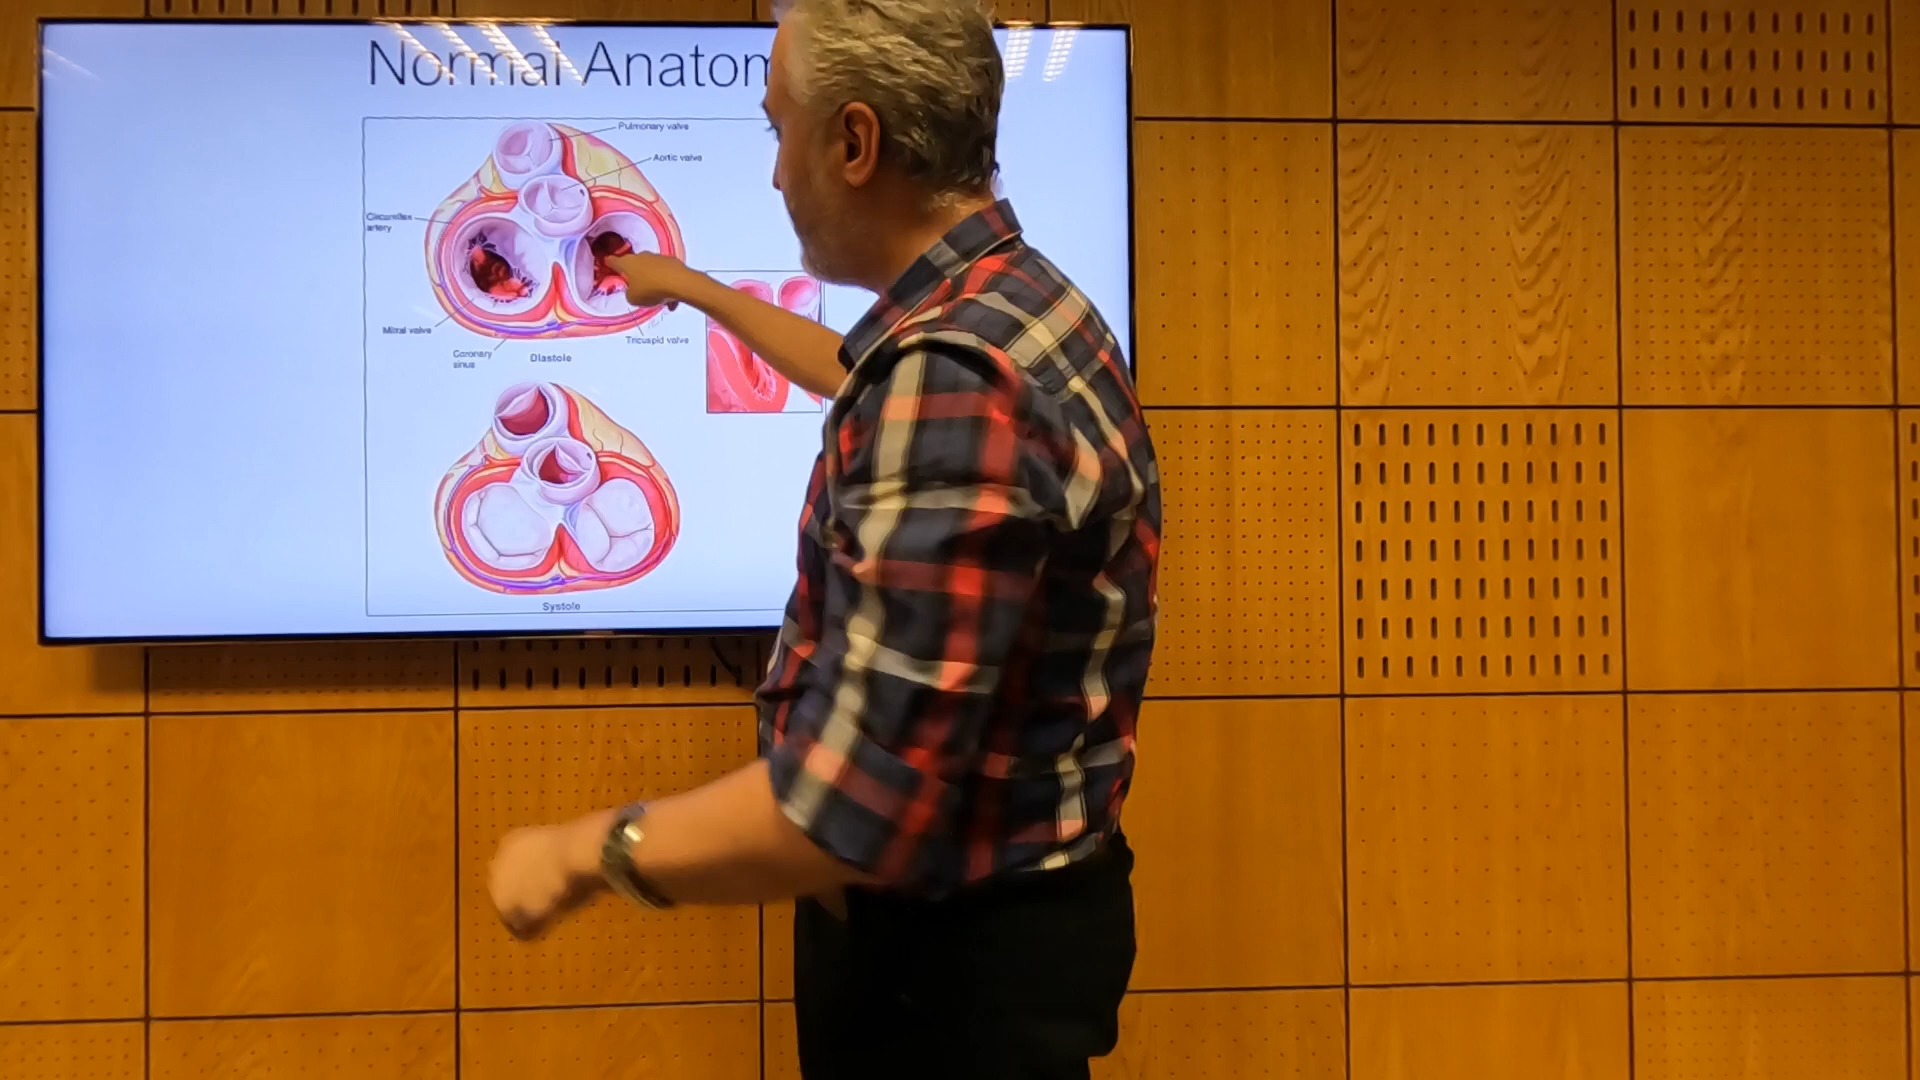 Normal Anatom
Pulmonary valve
Aortic valve
Circumflex
artery
Mitral valve
Tricuspid valve
Coronary
sinus
Diastole
Systole